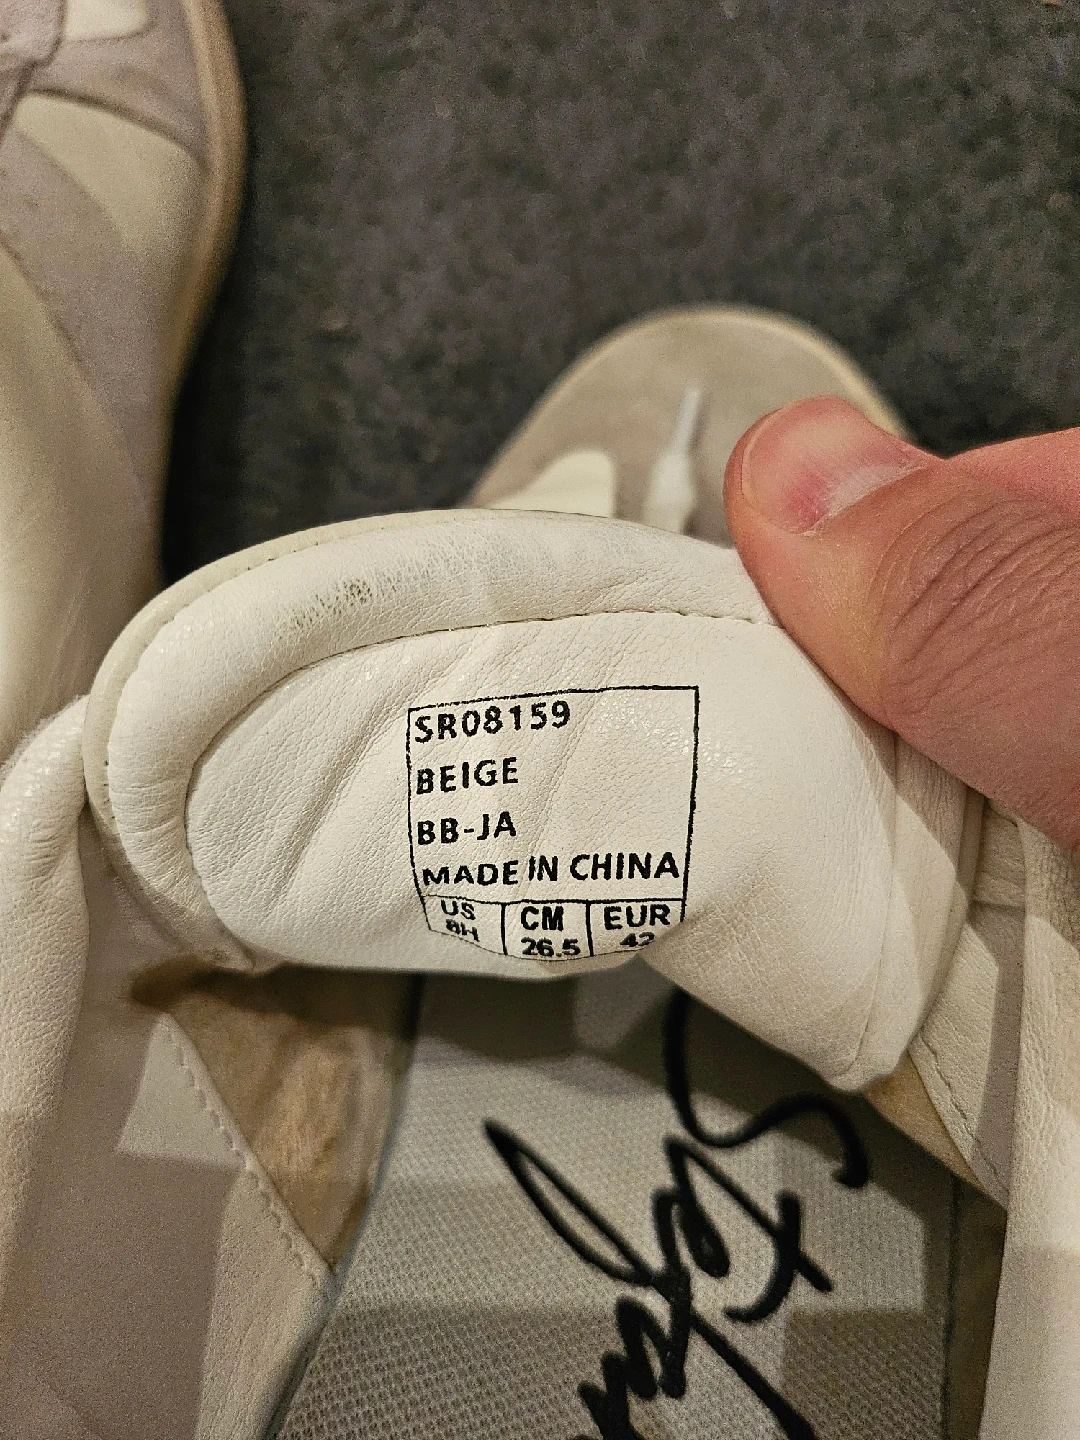 SR08159
BEIGE
BB-JA
MADE IN CHINA
US CM EUR
8H 26.5 42